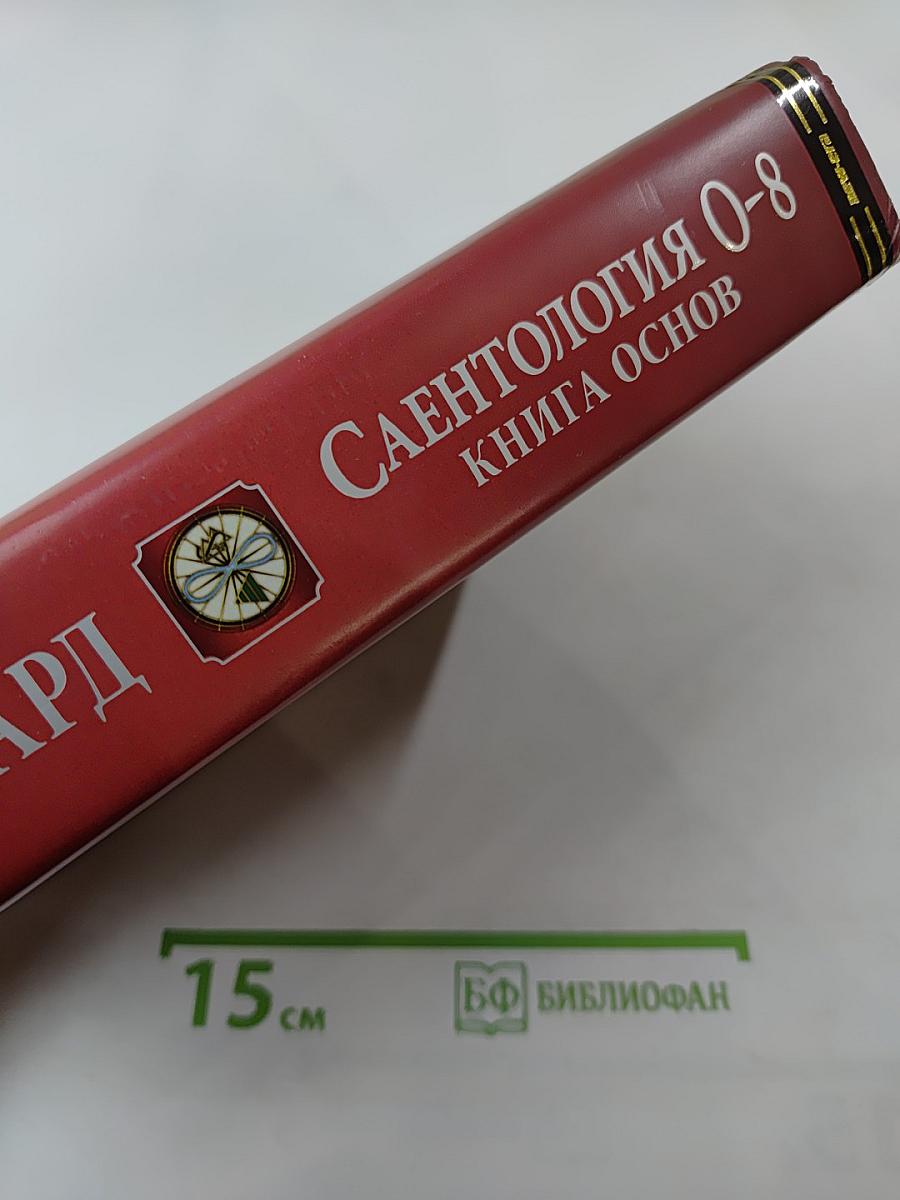 САЕНТОЛОГИЯ 0-8
КНИГА ОСНОВ
АРД
15 см
БФ БИБЛИОФАН